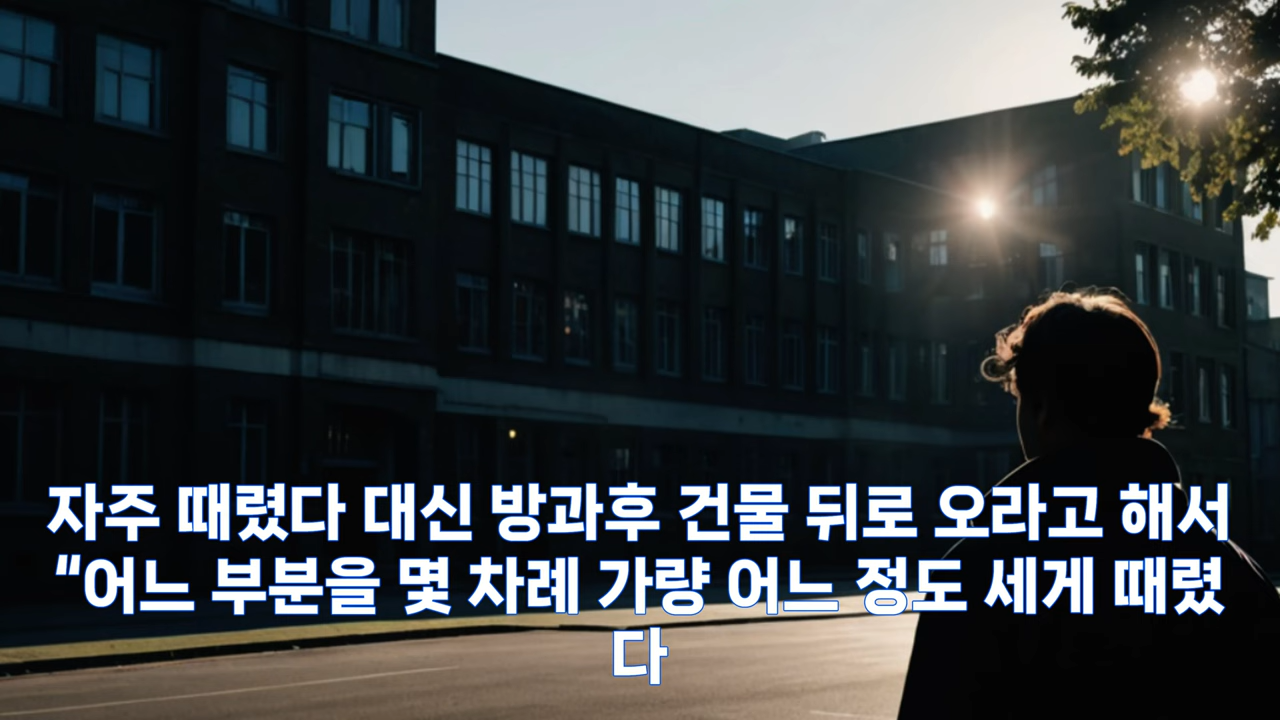 자주 때렸다 대신 방과후 건물 뒤로 오라고 해서
“어느 부분을 몇 차례 가량 어느 정도 세게 때렸
다